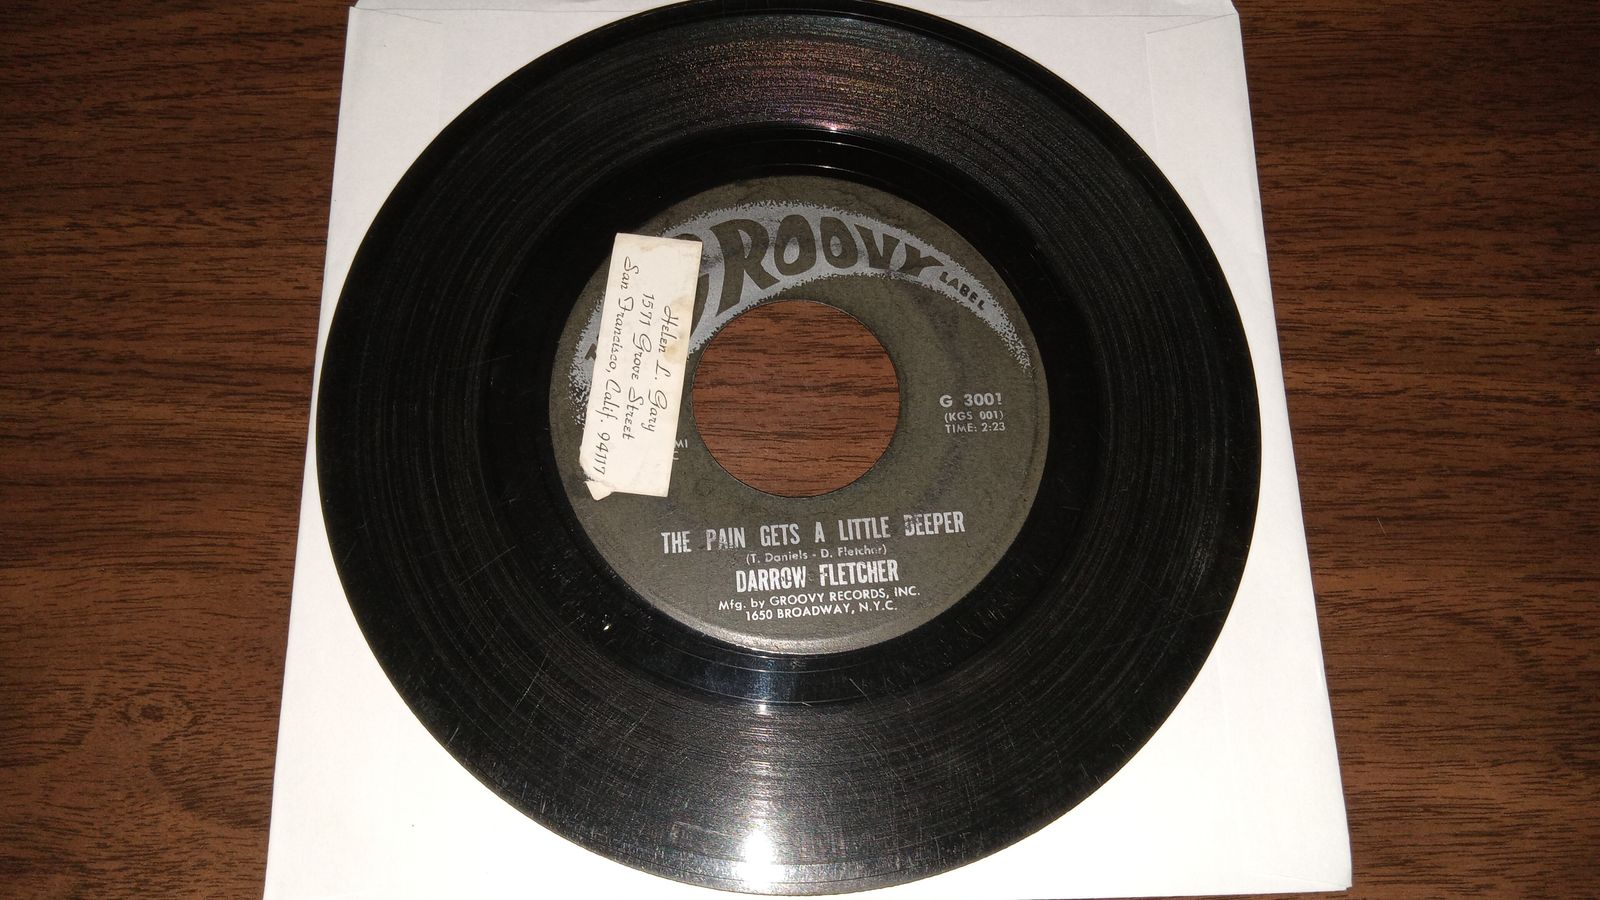 GROOVY
LABEL
Helen L. Gary
1571 Grove Street
San Francisco, Calif. 94117
G 3001
(KGS 001)
TIME: 2:23
THE PAIN GETS A LITTLE DEEPER
(T. Daniels - D. Fletcher)
DARROW FLETCHER
Mfg. by GROOVY RECORDS, INC.
1650 BROADWAY, N.Y.C.